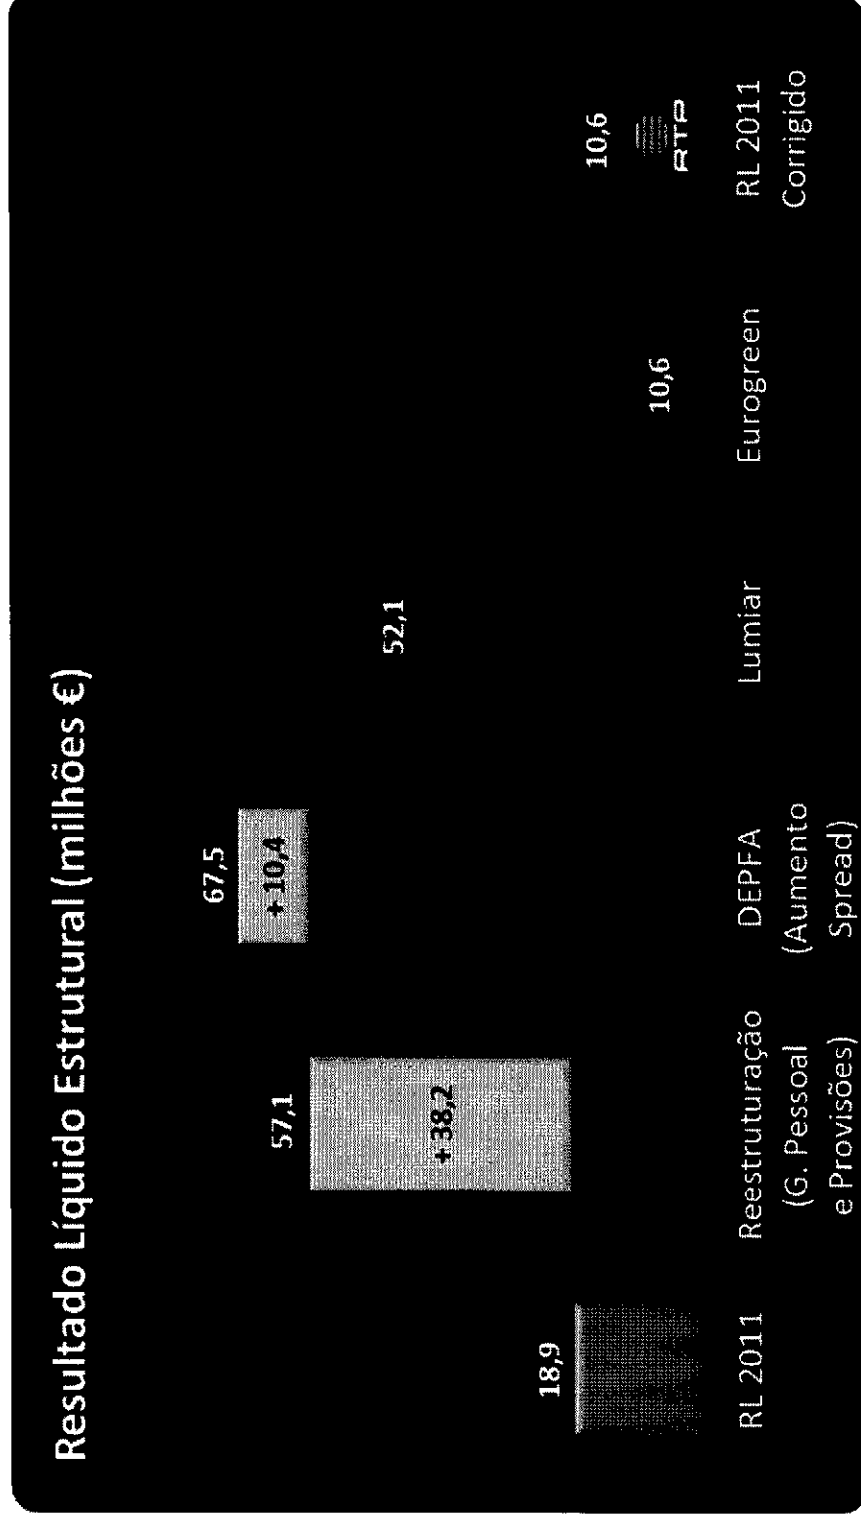 Resultado Líquido Estrutural (milhões €)
18,9
57,1
+ 38,2
67,5
+ 10,4
52,1
10,6
10,6
RTP
RL 2011
Reestruturação
(G. Pessoal
e Provisões)
DEPFA
(Aumento
Spread)
Lumiar
Eurogreen
RL 2011
Corrigido